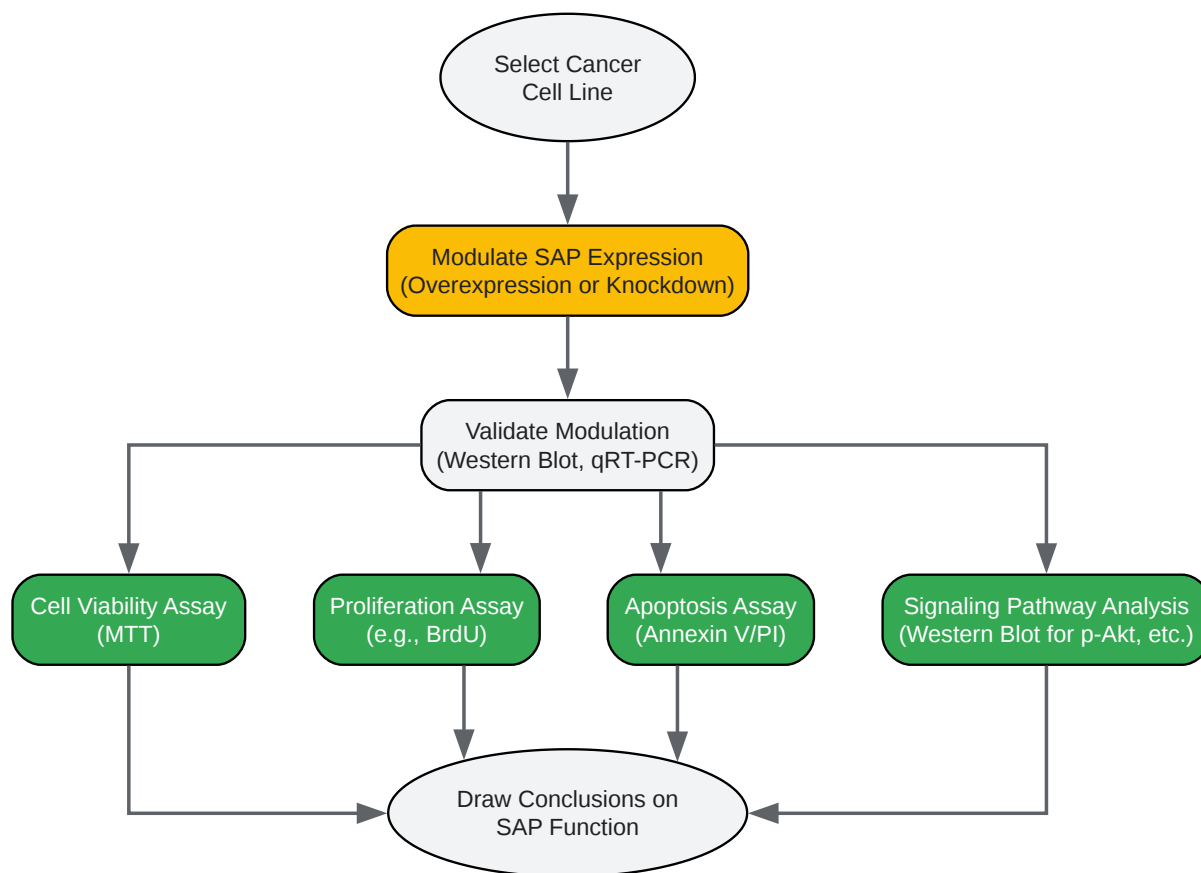 Select Cancer
Cell Line
Modulate SAP Expression
(Overexpression or Knockdown)
Validate Modulation
(Western Blot, qRT-PCR)
Cell Viability Assay
(MTT)
Proliferation Assay
(e.g., BrdU)
Apoptosis Assay
(Annexin V/PI)
Signaling Pathway Analysis
(Western Blot for p-Akt, etc.)
Draw Conclusions on
SAP Function